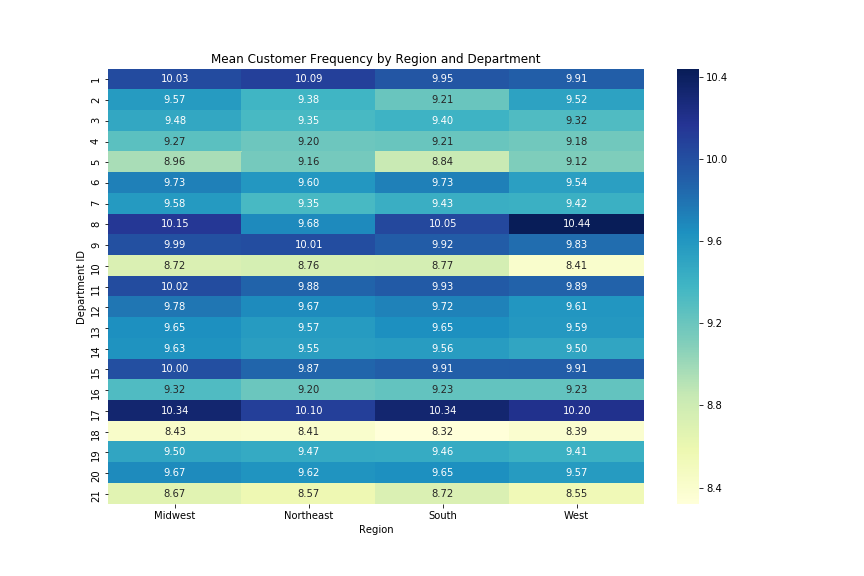 Mean Customer Frequency by Region and Department
1 10.03 10.09 9.95 9.91
2 9.57 9.38 9.21 9.52
3 9.48 9.35 9.40 9.32
4 9.27 9.20 9.21 9.18
5 8.96 9.16 8.84 9.12
6 9.73 9.60 9.73 9.54
7 9.58 9.35 9.43 9.42
8 10.15 9.68 10.05 10.44
9 9.99 10.01 9.92 9.83
10 8.72 8.76 8.77 8.41
11 10.02 9.88 9.93 9.89
12 9.78 9.67 9.72 9.61
13 9.65 9.57 9.65 9.59
14 9.63 9.55 9.56 9.50
15 10.00 9.87 9.91 9.91
16 9.32 9.20 9.23 9.23
17 10.34 10.10 10.34 10.20
18 8.43 8.41 8.32 8.39
19 9.50 9.47 9.46 9.41
20 9.67 9.62 9.65 9.57
21 8.67 8.57 8.72 8.55
Midwest Northeast South West
Region
Department ID
10.4
10.0
9.6
9.2
8.8
8.4